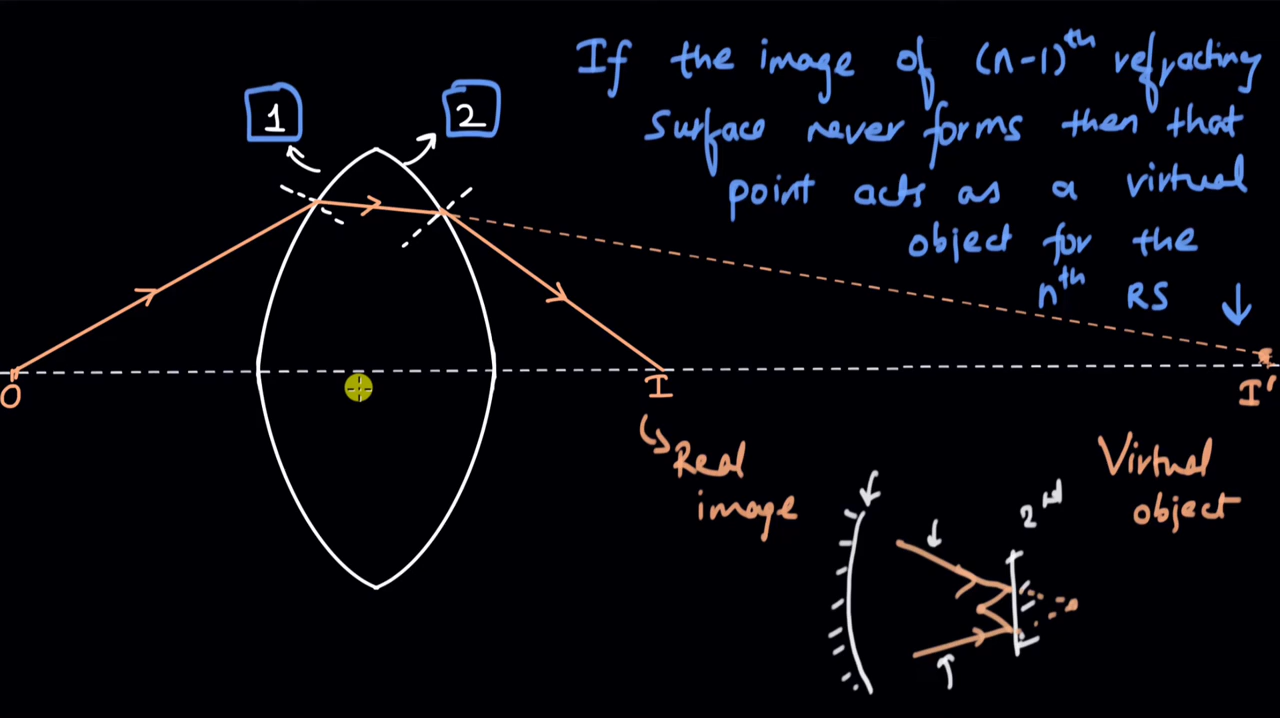 If the image of (n-1)th refracting
surface never forms then that
point acts as a virtual
object for the
nth RS ↓
1
2
O
I
I'
Real
image
Virtual
object
2nd